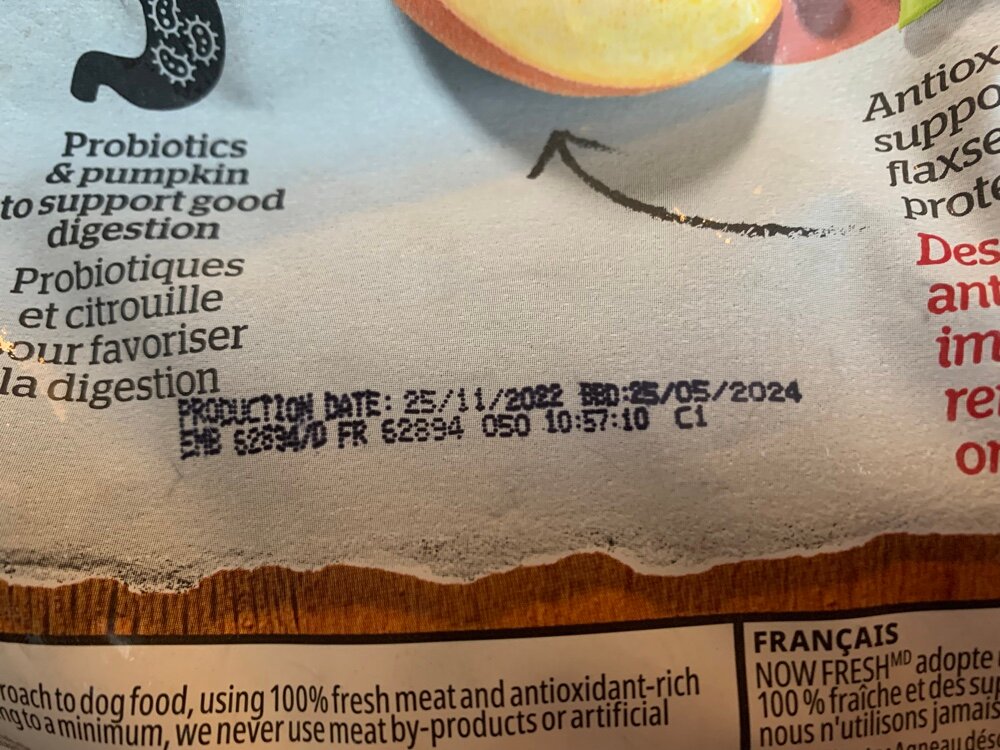 Probiotics
& pumpkin
to support good
digestion
Probiotiques
et citrouille
our favoriser
la digestion
Antiox
suppo
flaxse
prote
Des
ant
im
re
on
PRODUCTION DATE: 25/11/2022 BBD:25/05/2024
EMB 62894/D FR 62894 050 10:57:10 C1
roach to dog food, using 100% fresh meat and antioxidant-rich
ng to a minimum, we never use meat by-products or artificial
FRANÇAIS
NOW FRESHᴹᴰ adopte
100 % fraîche et des su
nous n'utilisons jamais